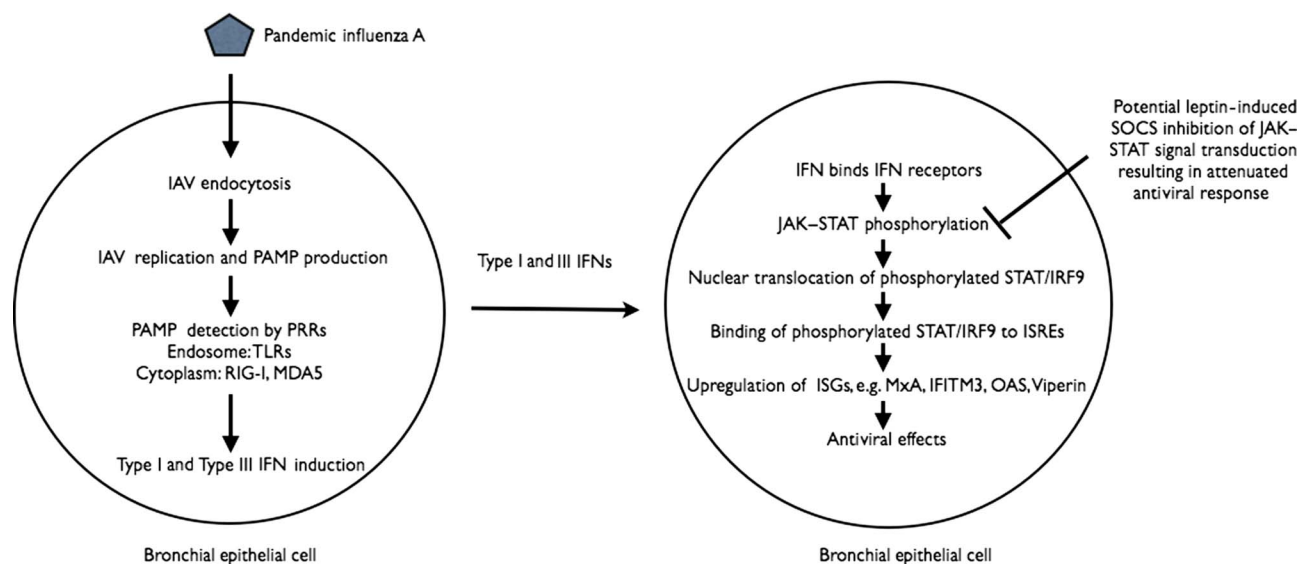 Pandemic influenza A
IAV endocytosis
IAV replication and PAMP production
PAMP detection by PRRs
Endosome: TLRs
Cytoplasm: RIG-I, MDA5
Type I and Type III IFN induction
Bronchial epithelial cell
Type I and III IFNs
IFN binds IFN receptors
JAK–STAT phosphorylation
Nuclear translocation of phosphorylated STAT/IRF9
Binding of phosphorylated STAT/IRF9 to ISREs
Upregulation of ISGs, e.g. MxA, IFITM3, OAS, Viperin
Antiviral effects
Bronchial epithelial cell
Potential leptin-induced
SOCS inhibition of JAK–
STAT signal transduction
resulting in attenuated
antiviral response